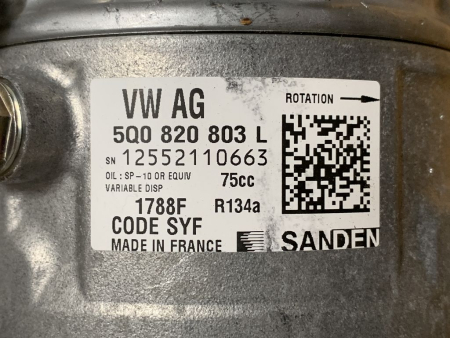 VW AG
ROTATION
5Q0 820 803 L
SN 12552110663
OIL : SP-10 OR EQUIV
75cc
VARIABLE DISP
1788F R134a
CODE SYF
MADE IN FRANCE
SANDEN